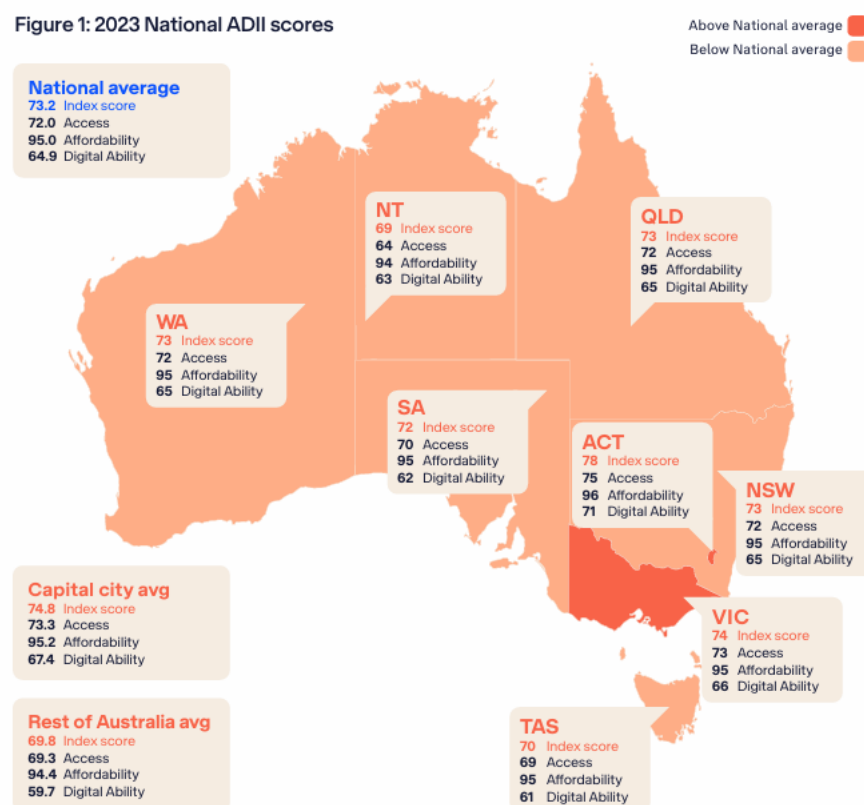 Figure 1: 2023 National ADII scores
Above National average
Below National average
National average
73.2 Index score
72.0 Access
95.0 Affordability
64.9 Digital Ability
NT
69 Index score
64 Access
94 Affordability
63 Digital Ability
QLD
73 Index score
72 Access
95 Affordability
65 Digital Ability
WA
73 Index score
72 Access
95 Affordability
65 Digital Ability
SA
72 Index score
70 Access
95 Affordability
62 Digital Ability
ACT
78 Index score
75 Access
96 Affordability
71 Digital Ability
NSW
73 Index score
72 Access
95 Affordability
65 Digital Ability
Capital city avg
74.8 Index score
73.3 Access
95.2 Affordability
67.4 Digital Ability
VIC
74 Index score
73 Access
95 Affordability
66 Digital Ability
Rest of Australia avg
69.8 Index score
69.3 Access
94.4 Affordability
59.7 Digital Ability
TAS
70 Index score
69 Access
95 Affordability
61 Digital Ability